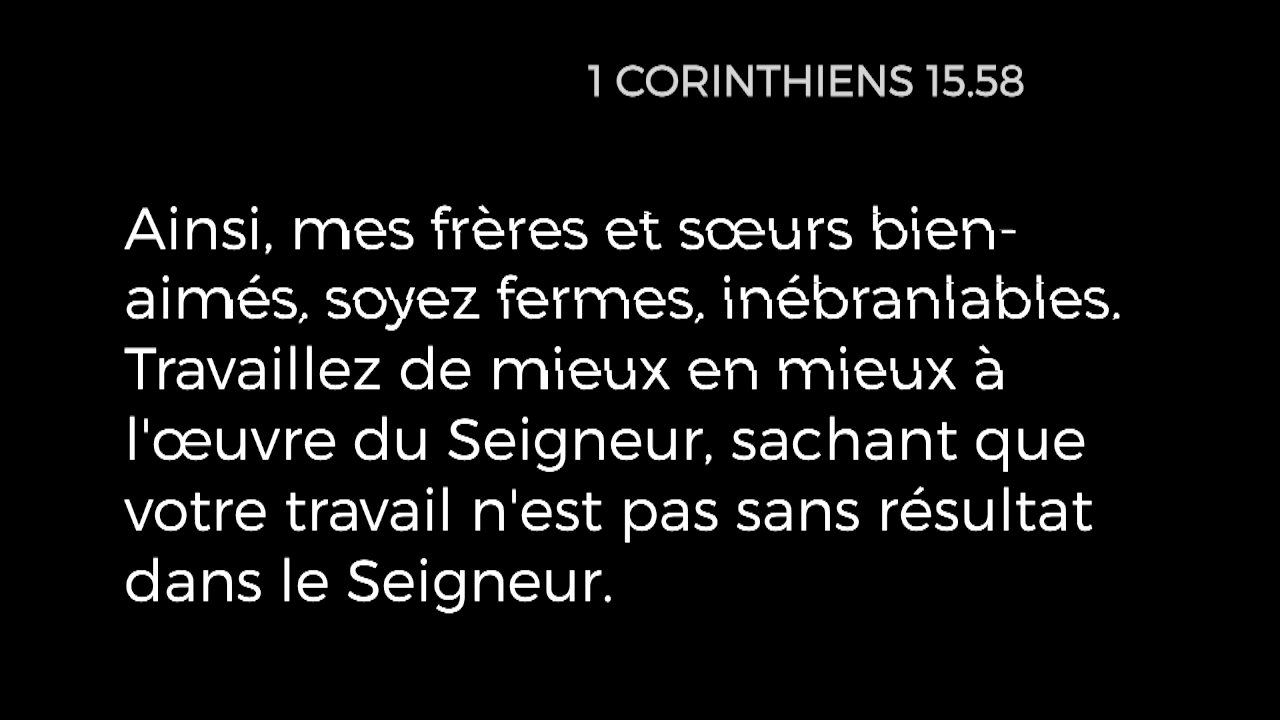 1 CORINTHIENS 15.58
Ainsi, mes frères et sœurs bien-
aimés, soyez fermes, inébranlables.
Travaillez de mieux en mieux à
l'œuvre du Seigneur, sachant que
votre travail n'est pas sans résultat
dans le Seigneur.